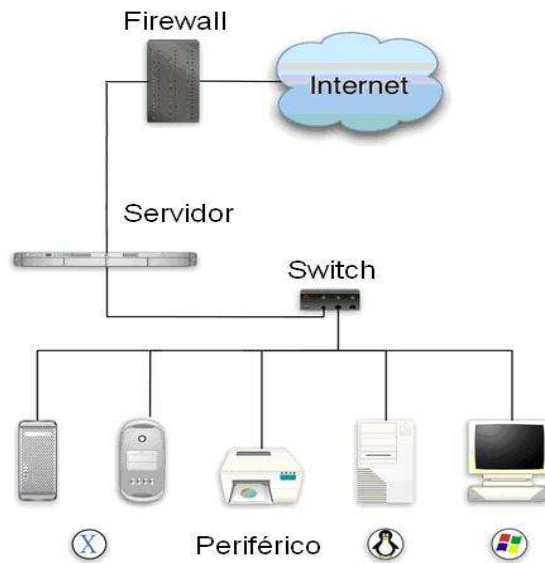 Firewall
Internet
Servidor
Switch
X
Periférico